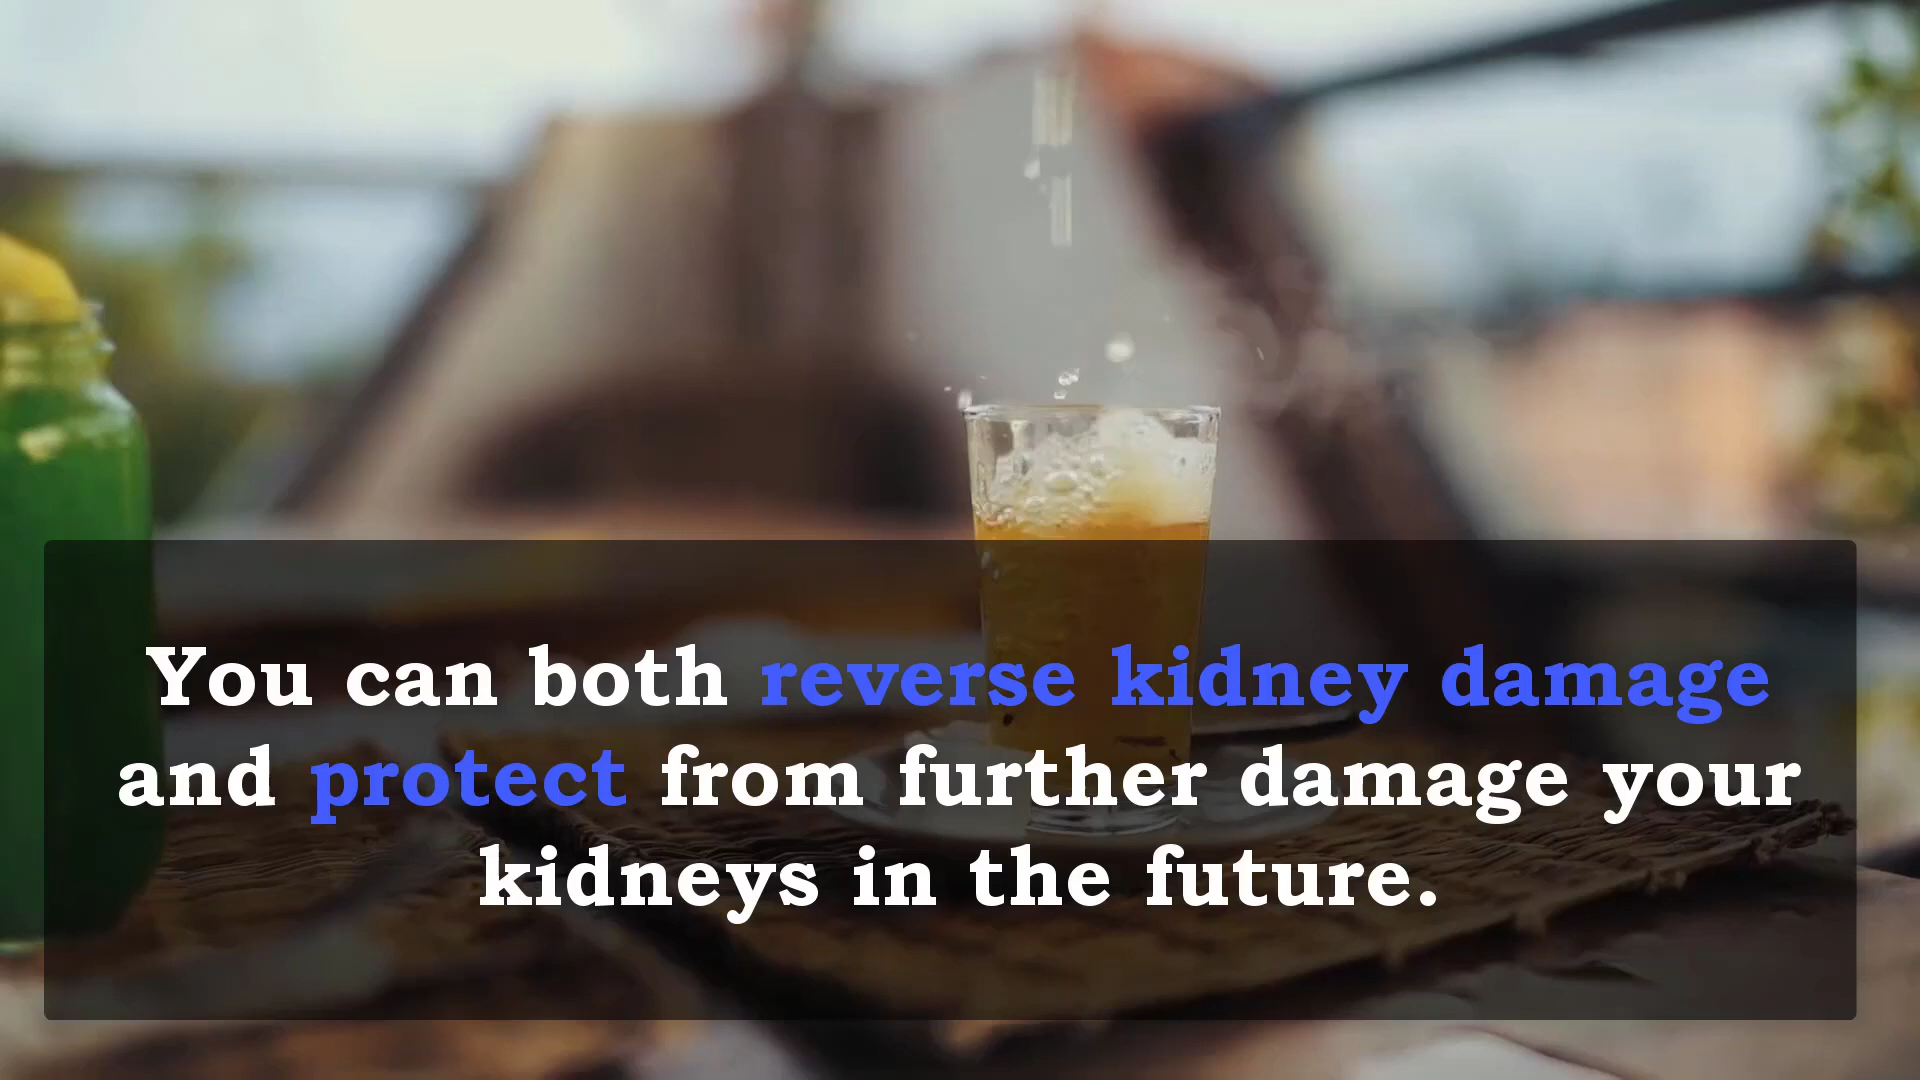 You can both reverse kidney damage
and protect from further damage your
kidneys in the future.